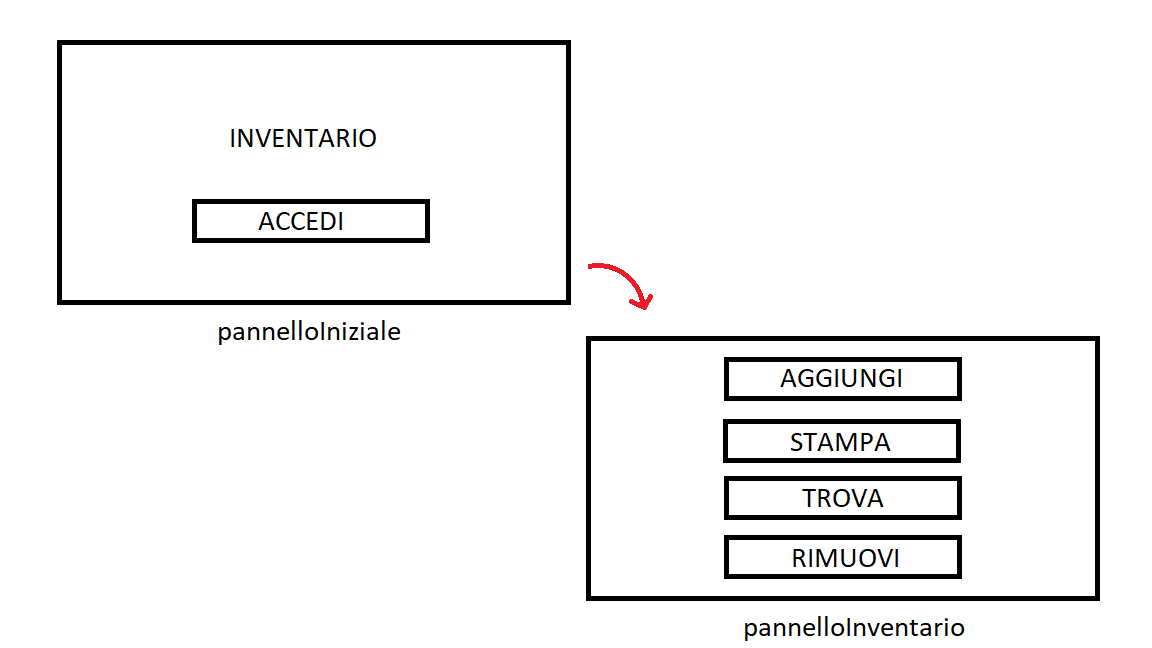 INVENTARIO
ACCEDI
pannelloIniziale
AGGIUNGI
STAMPA
TROVA
RIMUOVI
pannelloInventario